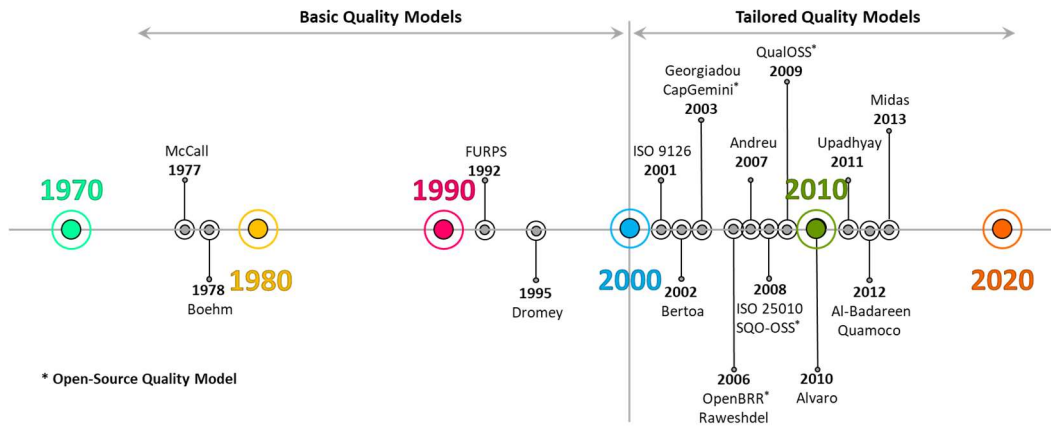 Basic Quality Models
Tailored Quality Models
QualOSS*
2009
Georgiadou
CapGemini*
2003
Midas
2013
McCall
1977
FURPS
1992
ISO 9126
2001
Andreu
2007
Upadhyay
2011
1970
1990
2010
1980
2000
2020
1978
Boehm
1995
Dromey
2002
Bertoa
2008
ISO 25010
SQO-OSS*
2012
Al-Badareen
Quamoco
* Open-Source Quality Model
2006
OpenBRR*
Raweshdel
2010
Alvaro